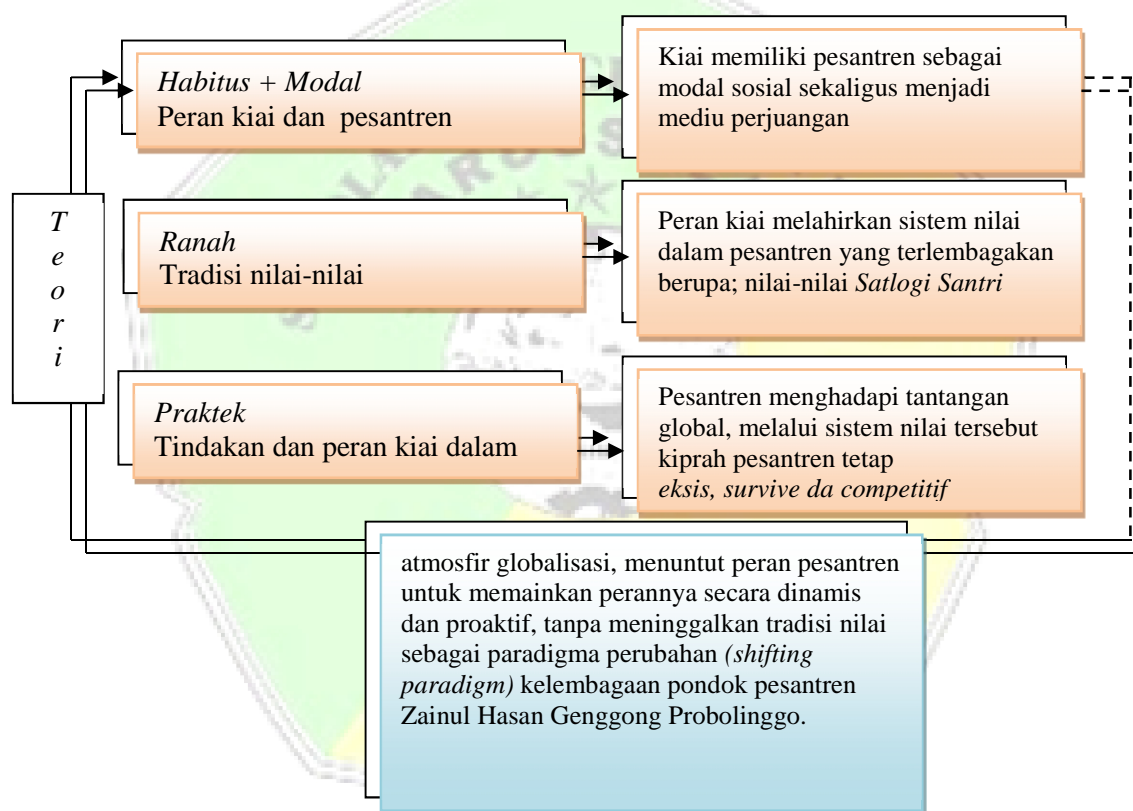 Habitus + Modal
Peran kiai dan pesantren
Kiai memiliki pesantren sebagai
modal sosial sekaligus menjadi
mediu perjuangan
T
e
o
r
i
Ranah
Tradisi nilai-nilai
Peran kiai melahirkan sistem nilai
dalam pesantren yang terlembagakan
berupa; nilai-nilai Satlogi Santri
Praktek
Tindakan dan peran kiai dalam
Pesantren menghadapi tantangan
global, melalui sistem nilai tersebut
kiprah pesantren tetap
eksis, survive da competitif
atmosfir globalisasi, menuntut peran pesantren
untuk memainkan perannya secara dinamis
dan proaktif, tanpa meninggalkan tradisi nilai
sebagai paradigma perubahan (shifting
paradigm) kelembagaan pondok pesantren
Zainul Hasan Genggong Probolinggo.